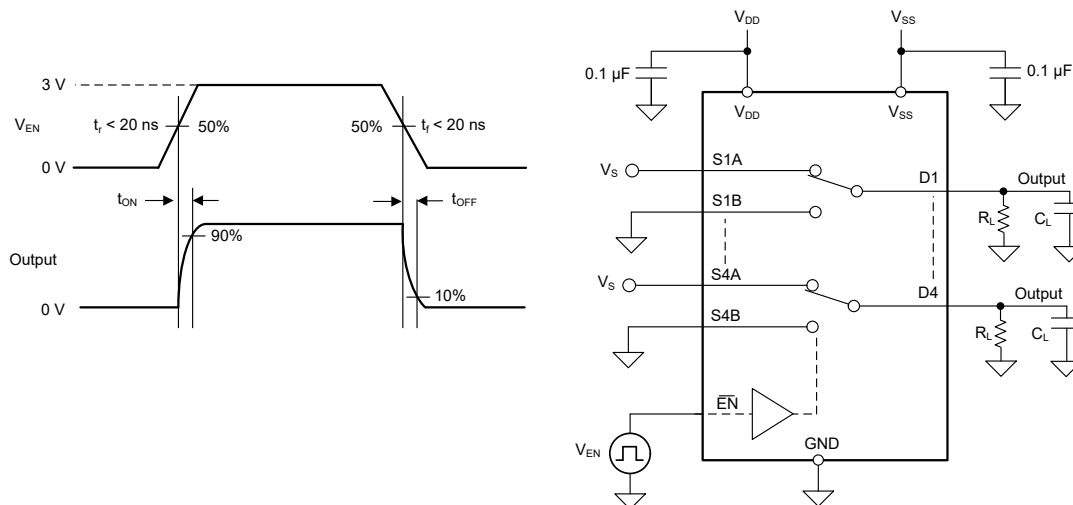 3 V
V_EN
t_r < 20 ns
50%
50%
t_f < 20 ns
0 V
t_ON
t_OFF
90%
Output
10%
0 V
V_DD
V_SS
0.1 µF
0.1 µF
V_DD
V_SS
V_S
S1A
D1
Output
S1B
R_L
C_L
V_S
S4A
D4
Output
S4B
R_L
C_L
E̅N̅
V_EN
GND